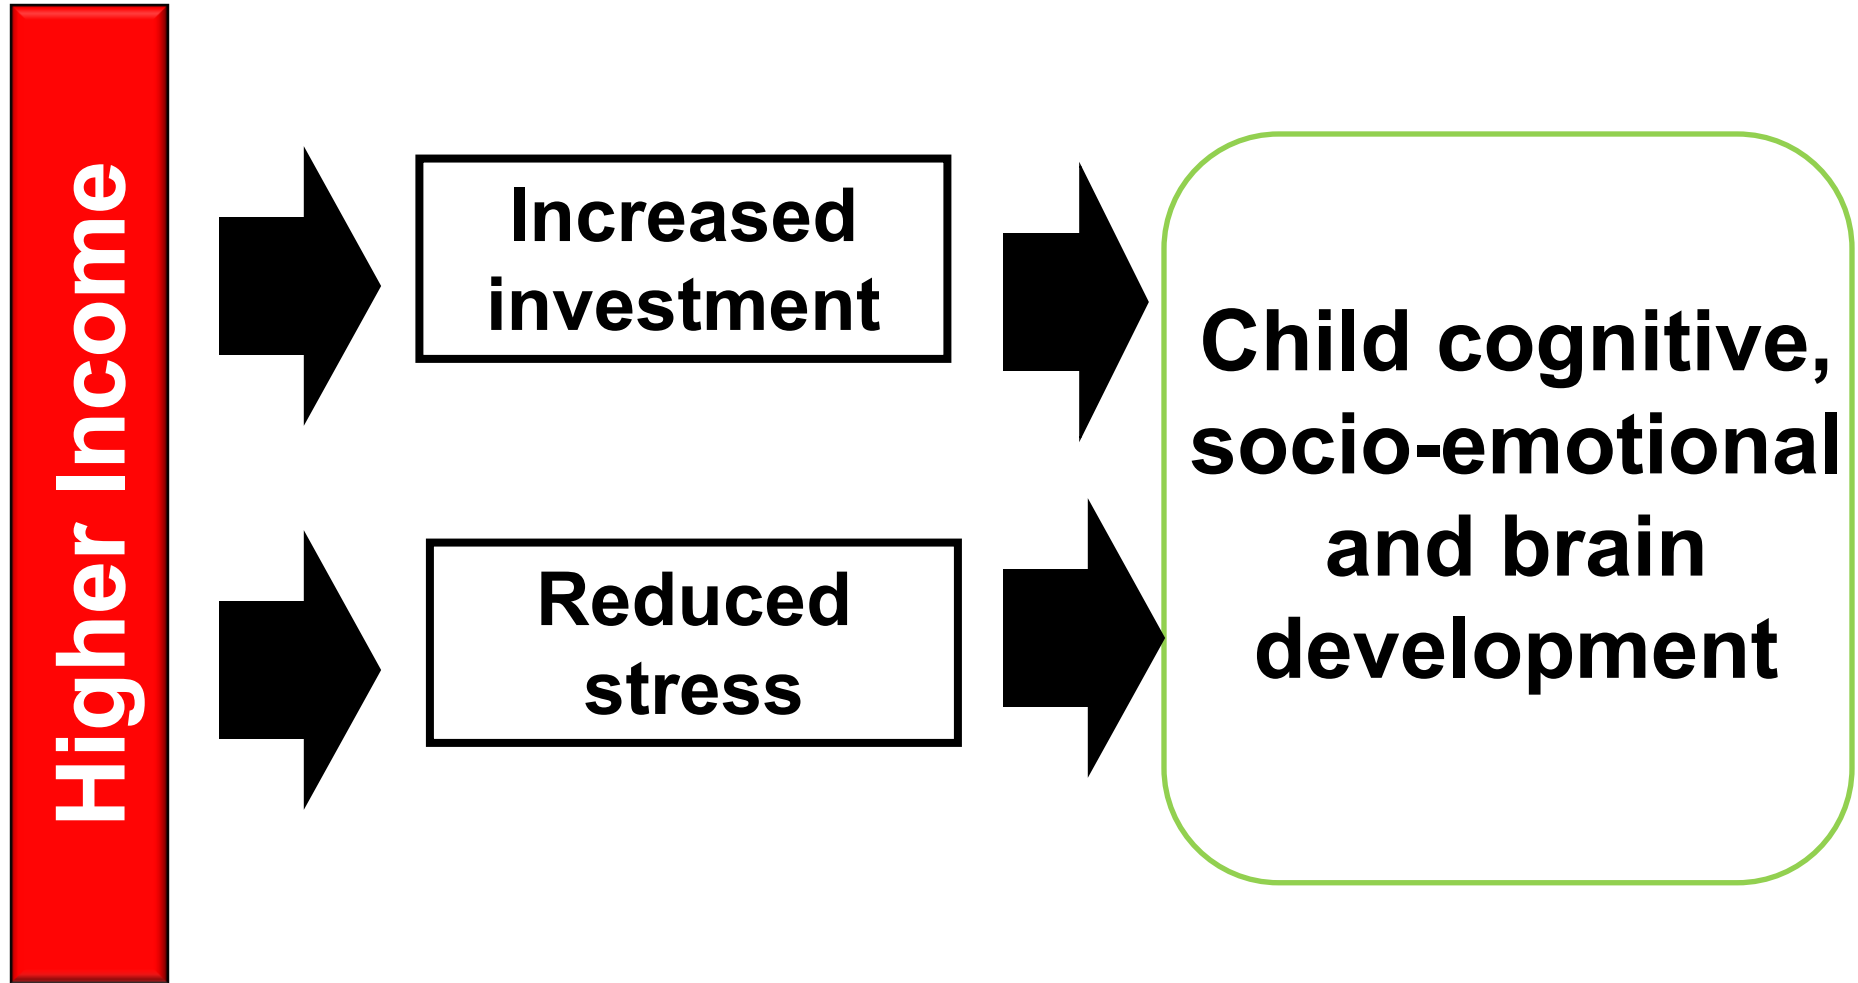 Higher Income
Increased
investment
Reduced
stress
Child cognitive,
socio-emotional
and brain
development